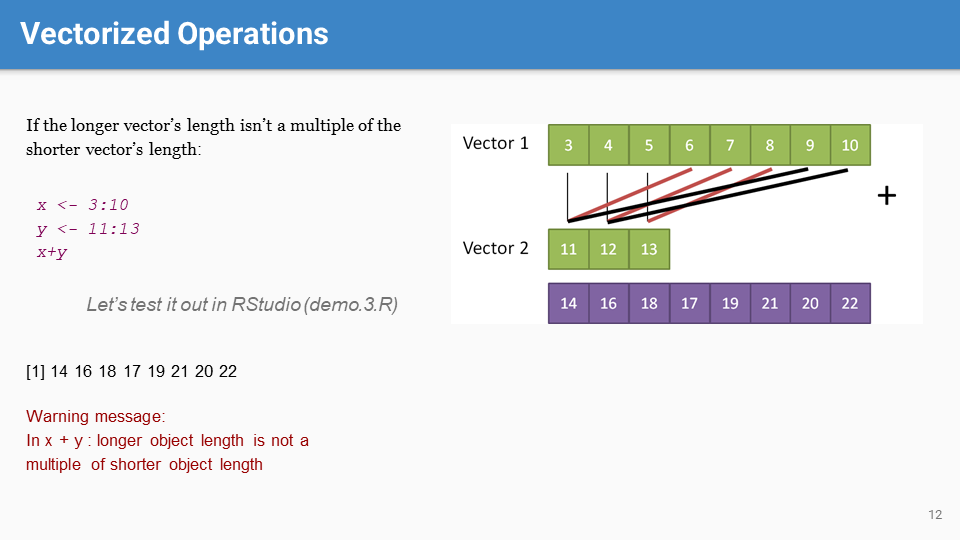 Vectorized Operations
If the longer vector's length isn't a multiple of the
shorter vector's length:
x <- 3:10
y <- 11:13
x+y
Let's test it out in RStudio (demo.3.R)
[1] 14 16 18 17 19 21 20 22
Warning message:
In x + y : longer object length is not a
multiple of shorter object length
Vector 1 3 4 5 6 7 8 9 10
+
Vector 2 11 12 13
14 16 18 17 19 21 20 22
12